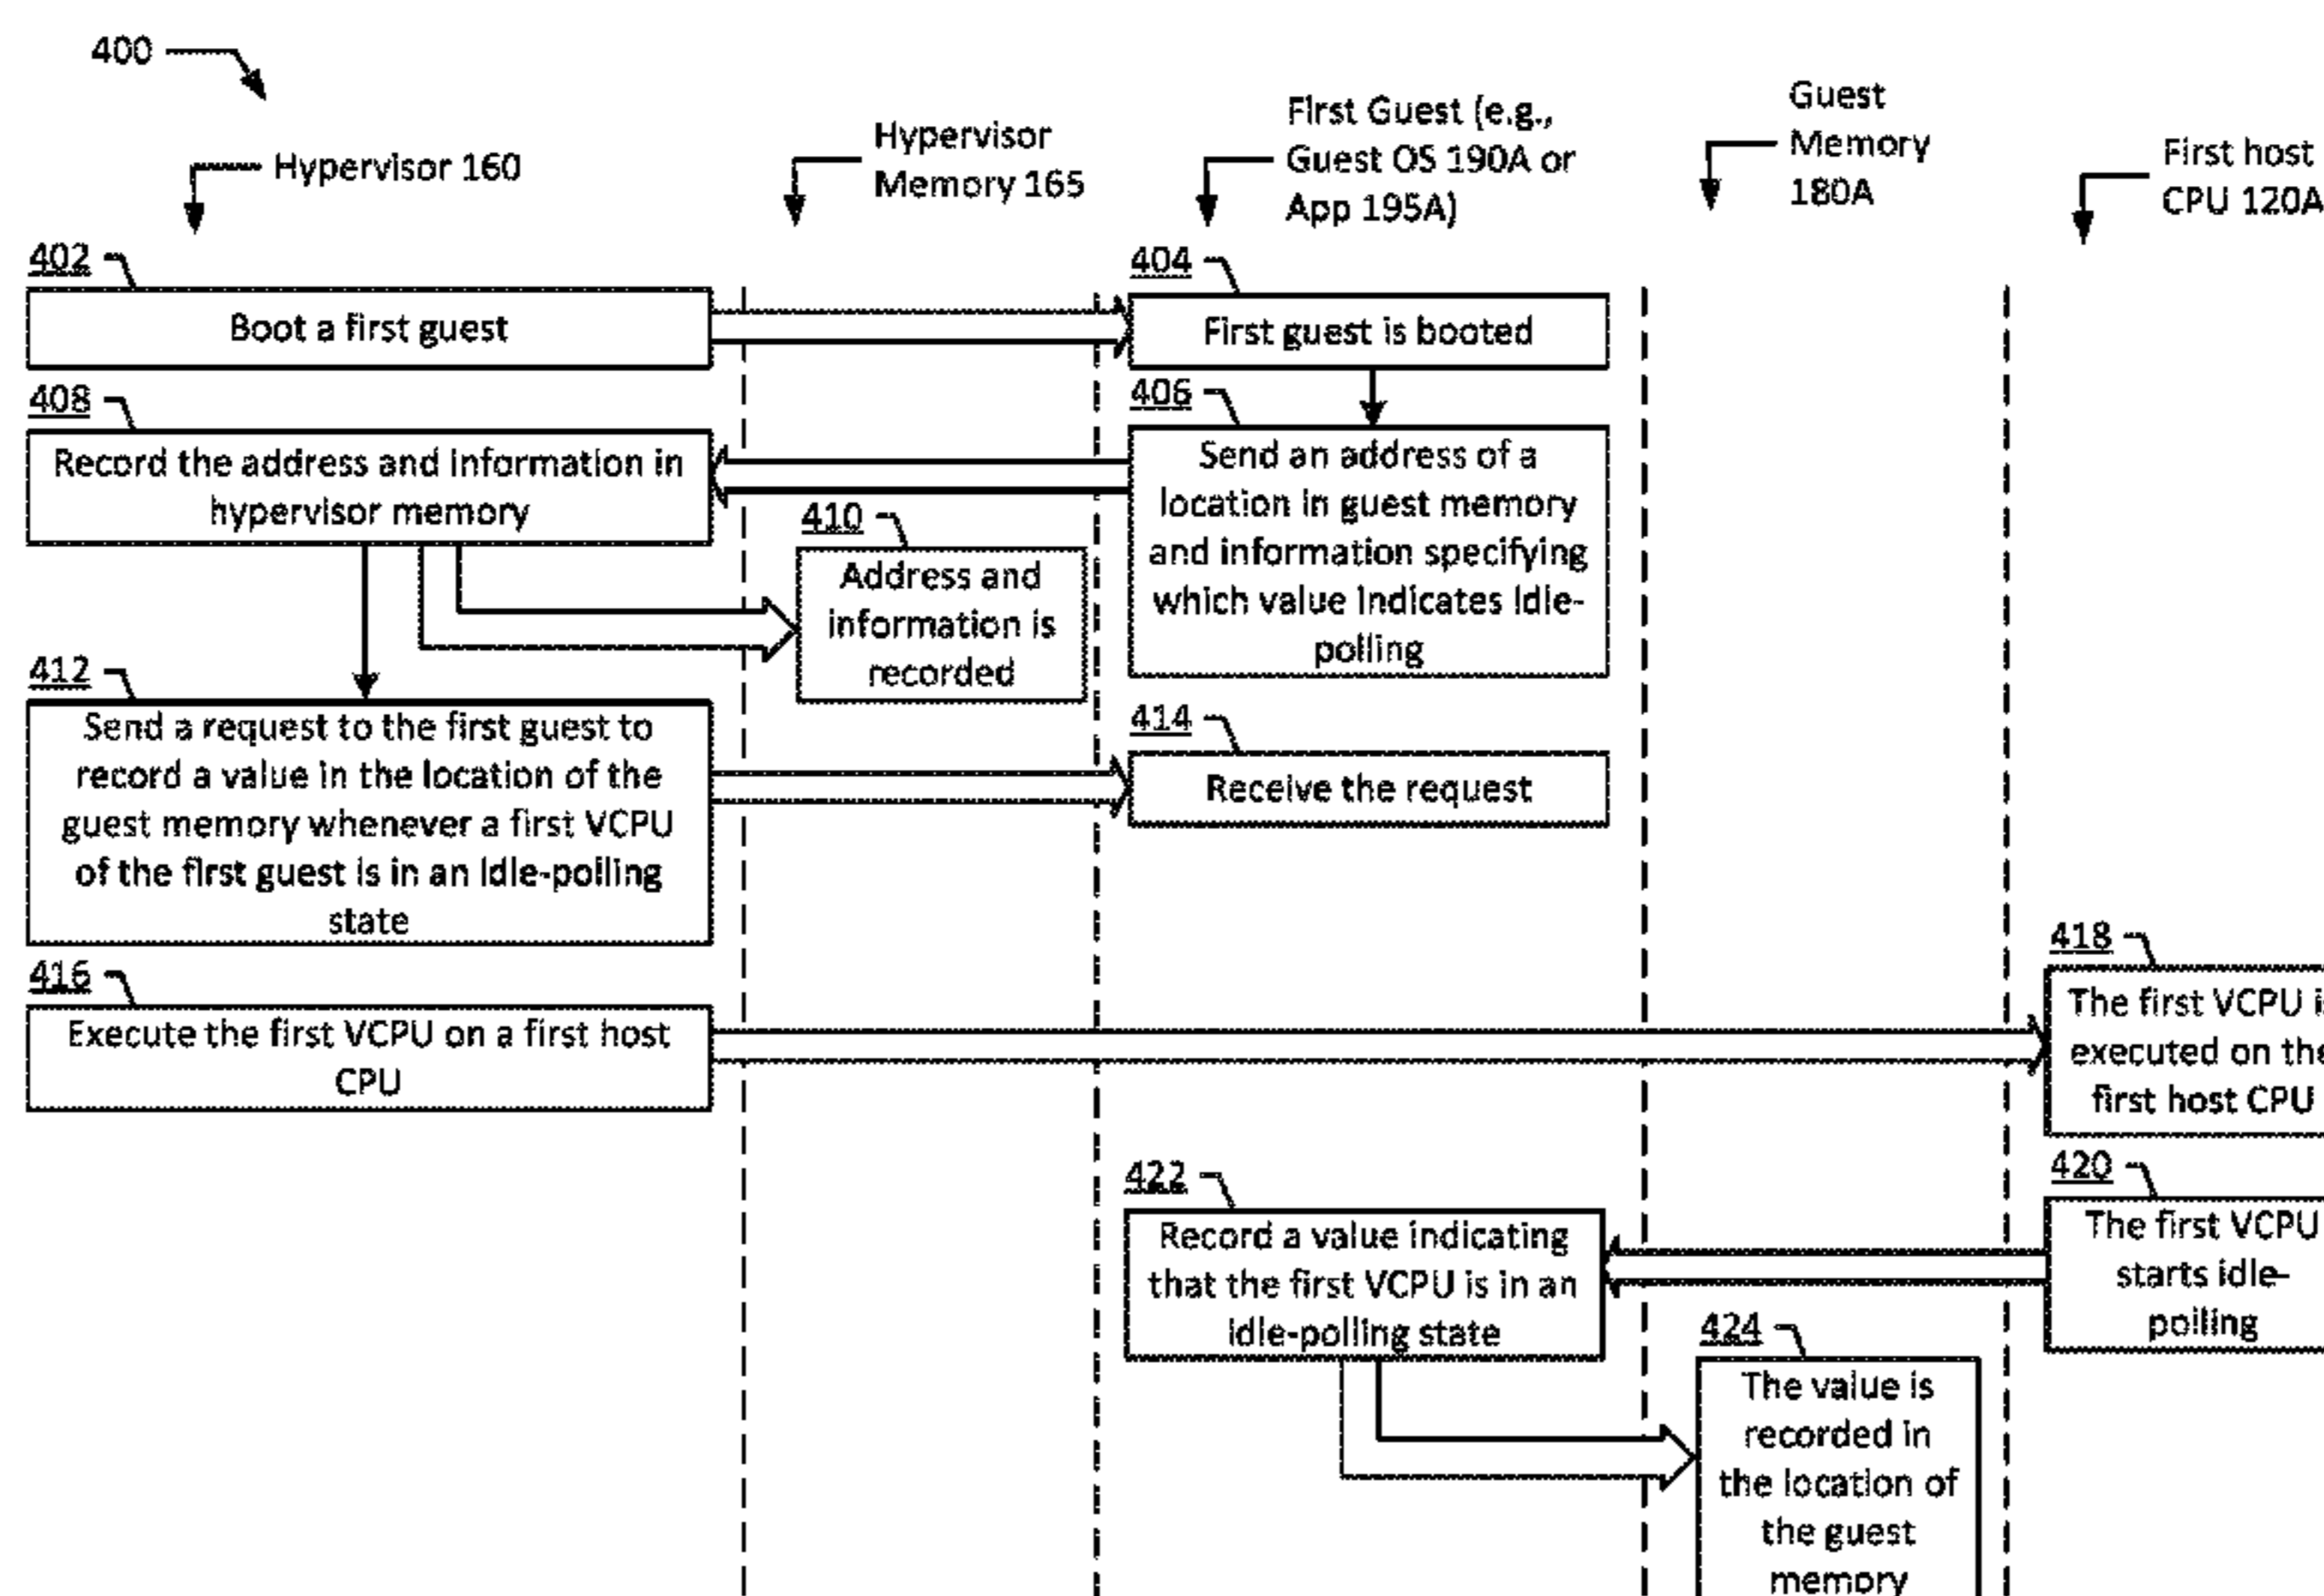 400
Hypervisor 160
Hypervisor
Memory 165
First Guest (e.g.,
Guest OS 190A or
App 195A)
Guest
Memory
180A
First host
CPU 120A
402
Boot a first guest
404
First guest is booted
406
Send an address of a
location in guest memory
and information specifying
which value indicates idle-
polling
408
Record the address and information in
hypervisor memory
410
Address and
information is
recorded
412
Send a request to the first guest to
record a value in the location of the
guest memory whenever a first VCPU
of the first guest is in an idle-polling
state
414
Receive the request
416
Execute the first VCPU on a first host
CPU
418
The first VCPU
executed on the
first host CPU
420
The first VCPU
starts idle-
polling
422
Record a value indicating
that the first VCPU is in an
idle-polling state
424
The value is
recorded in
the location of
the guest
memory